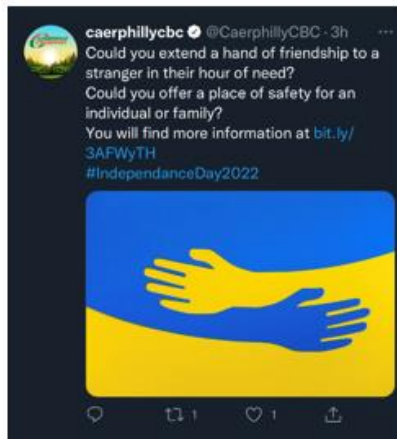 caerphillycbc @CaerphillyCBC · 3h
Could you extend a hand of friendship to a
stranger in their hour of need?
Could you offer a place of safety for an
individual or family?
You will find more information at bit.ly/
3AFWyTH
#IndependanceDay2022
1 1